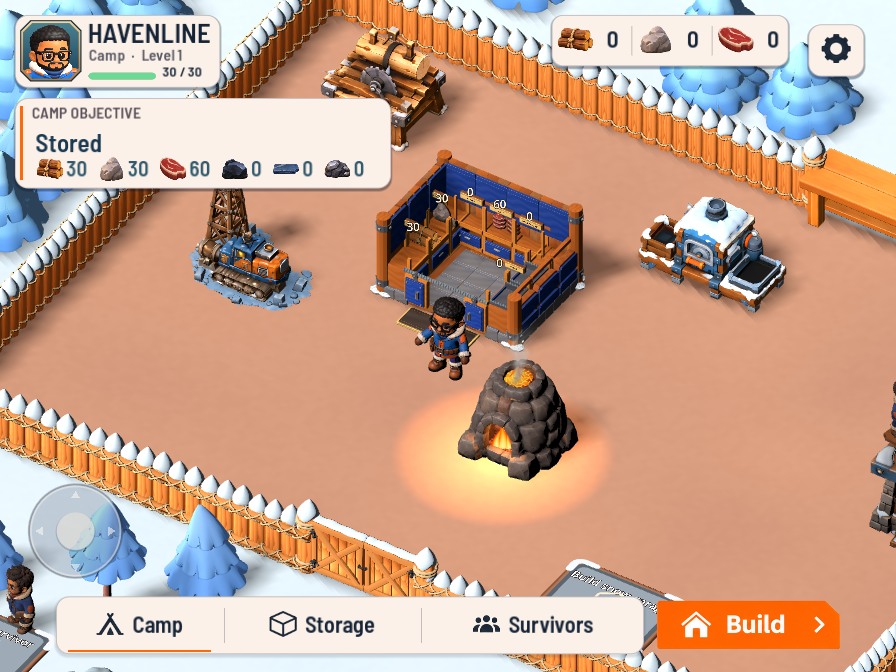 HAVENLINE
Camp · Level 1
30 / 30
0 0 0
CAMP OBJECTIVE
Stored
30 30 60 0 0 0
0
30
60
0
30
0
Build
Camp
Storage
Survivors
Build